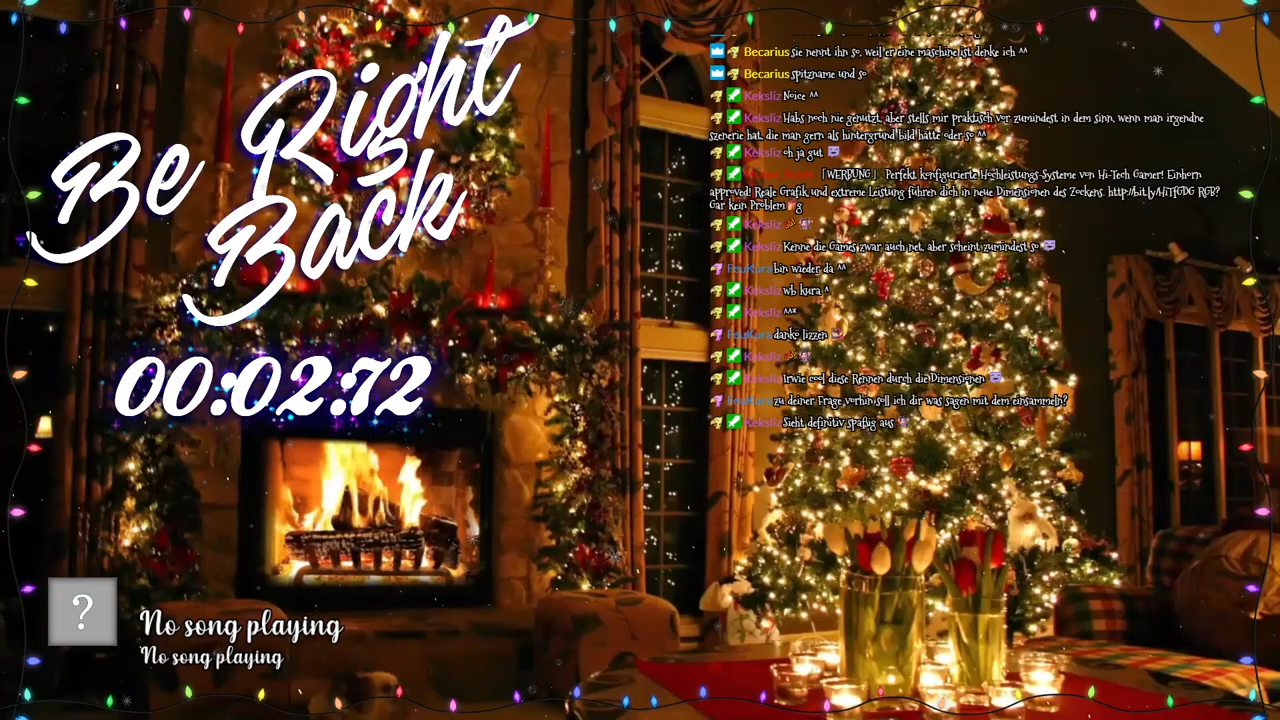 Be Right
Back
00:02:72
Becarius sie nennt ihn so, weil er eine maschine ist denke ich ^^
Becarius spitzname und so
Keksliz Noice ^^
Keksliz Habs noch nie genutzt, aber stells mir praktisch vor zumindest in dem sinn, wenn man irgendne
szenerie hat, die man gern als hintergrund bild hätte oder so ^^
Keksliz oh ja gut
[WERBUNG] Perfekt konfigurierte Hochleistungs-Systeme von Hi-Tech Gamer! Einhorn
approved! Reale Grafik und extreme Leistung führen dich in neue Dimensionen des Zockens. RGB?
Gar kein Problem
Keksliz
Keksliz Kenne die Games zwar auch net, aber scheint zumindest so
FouKura bin wieder da ^^
Keksliz wb kura ^
Keksliz ^^*
FouKura danke lizzen
Keksliz
Keksliz Irwie cool diese Rennen durch die Dimensionen
FouKura zu deiner Frage vorhin soll ich dir was sagen mit dem einsammeln?
Keksliz Sieht definitiv spaßig aus
?
No song playing
No song playing